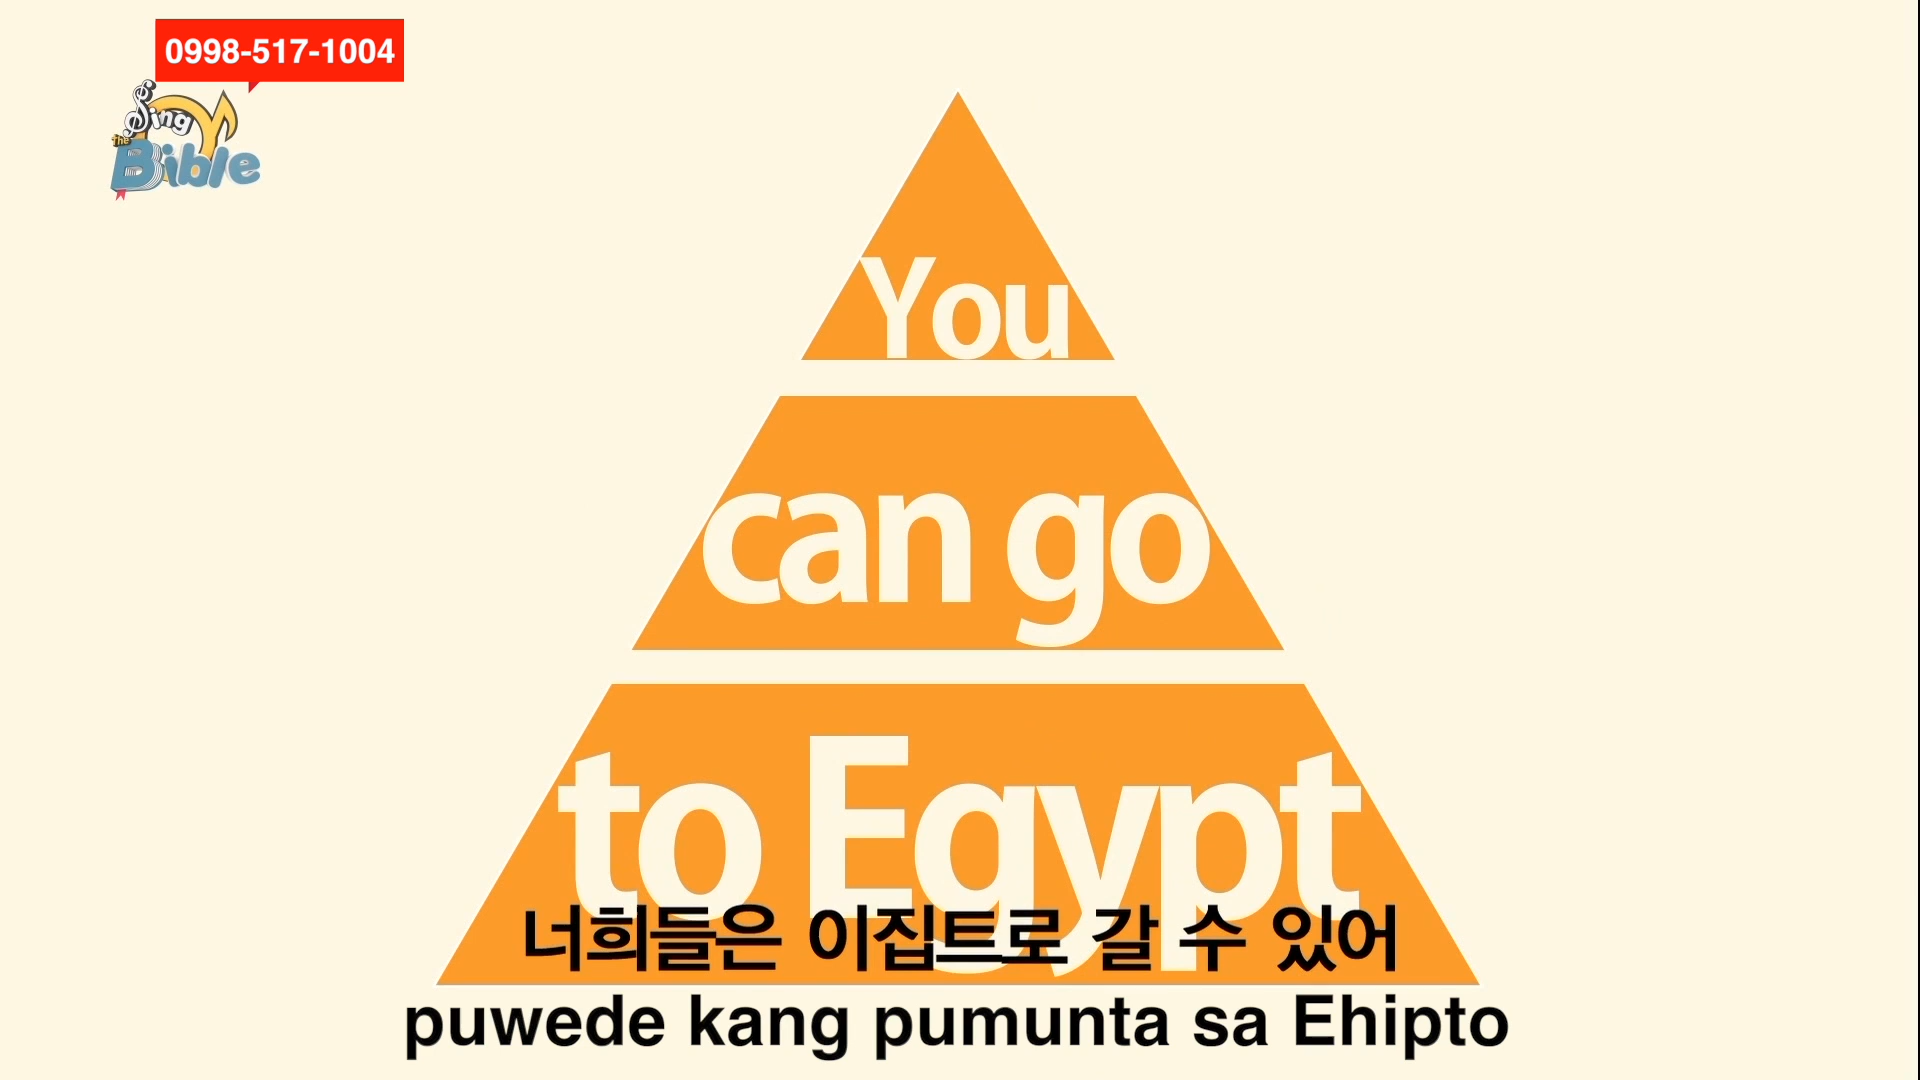 0998-517-1004
Sing
The
Bible
You
can go
to Egypt
너희들은 이집트로 갈 수 있어
puwede kang pumunta sa Ehipto